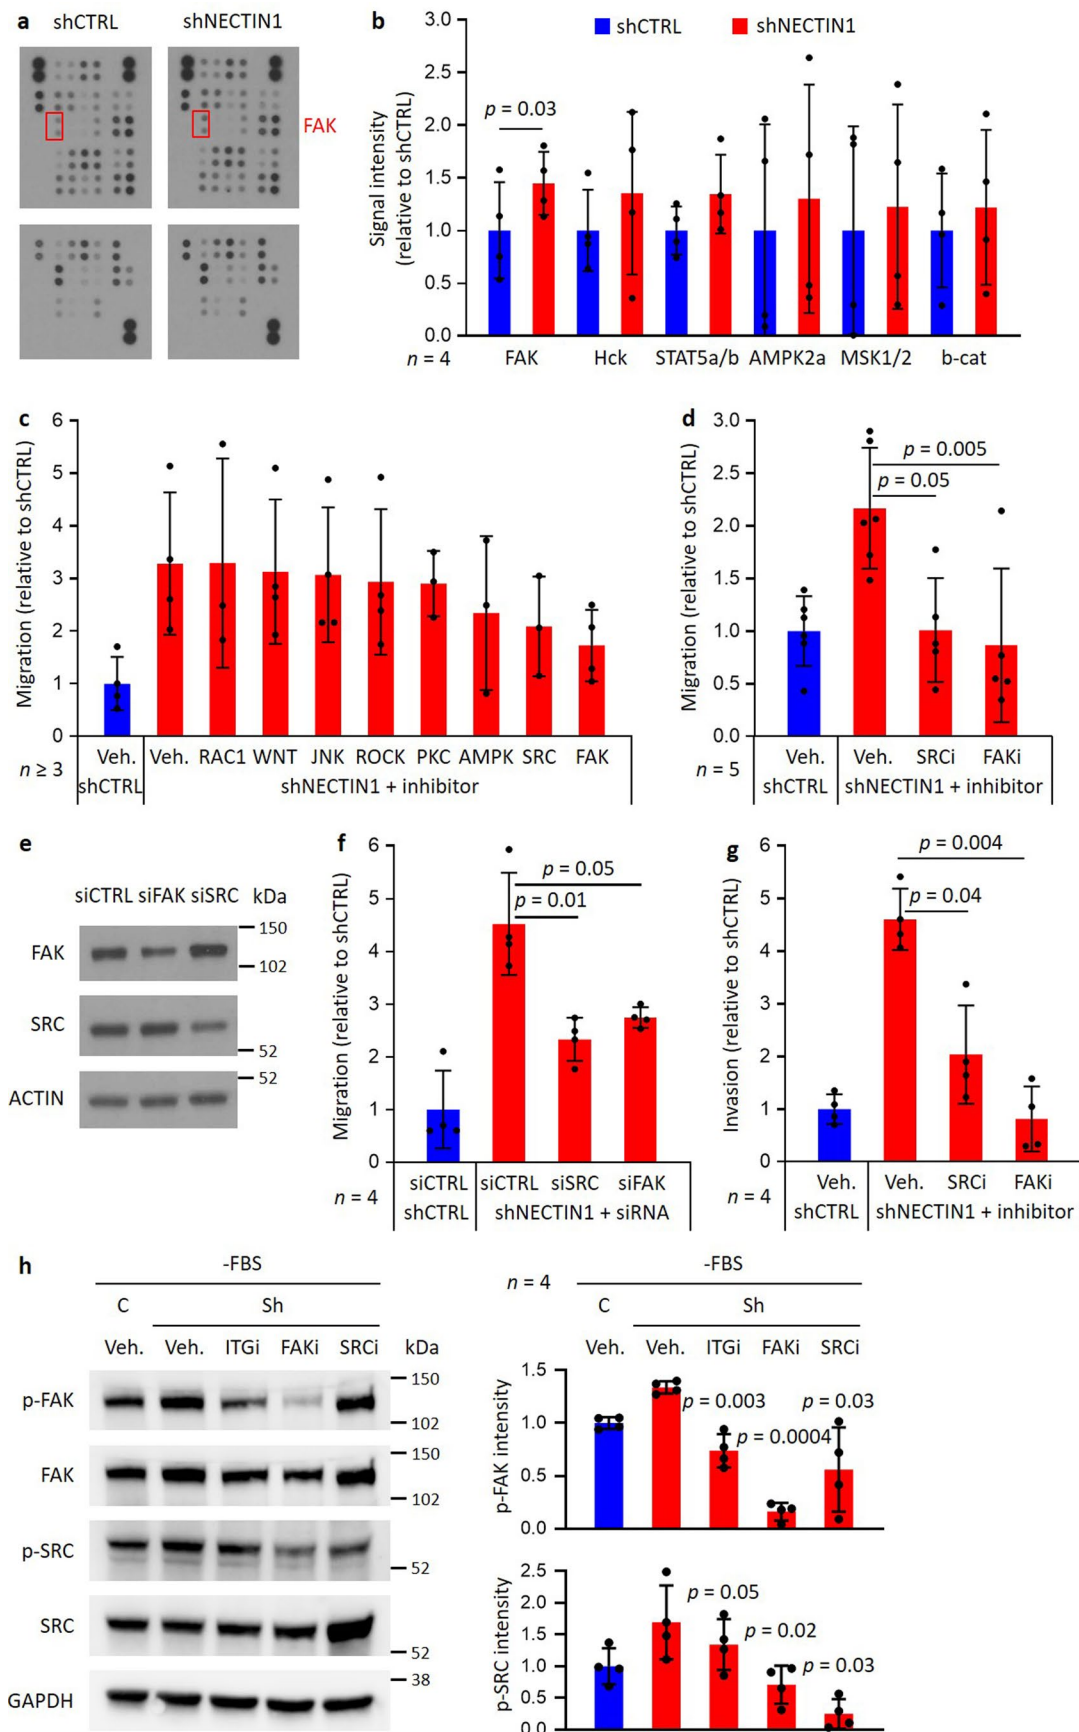 a
shCTRL
shNECTIN1
FAK
b
shCTRL shNECTIN1
Signal intensity
(relative to shCTRL)
3.0
2.5
2.0
1.5
1.0
0.5
0.0
p = 0.03
n = 4
FAK Hck STAT5a/b AMPK2a MSK1/2 b-cat
c
Migration (relative to shCTRL)
6
5
4
3
2
1
0
Veh. Veh. RAC1 WNT JNK ROCK PKC AMPK SRC FAK
n ≥ 3
shCTRL shNECTIN1 + inhibitor
d
Migration (relative to shCTRL)
3.0
2.5
2.0
1.5
1.0
0.5
0.0
p = 0.005
p = 0.05
Veh. Veh. SRCi FAKi
n = 5
shCTRL shNECTIN1 + inhibitor
e
siCTRL siFAK siSRC kDa
FAK
150
102
SRC
52
52
ACTIN
f
Migration (relative to shCTRL)
6
5
4
3
2
1
0
p = 0.05
p = 0.01
siCTRL siCTRL siSRC siFAK
n = 4
shCTRL shNECTIN1 + siRNA
g
Invasion (relative to shCTRL)
6
5
4
3
2
1
0
p = 0.004
p = 0.04
Veh. Veh. SRCi FAKi
n = 4
shCTRL shNECTIN1 + inhibitor
h
-FBS
C Sh
Veh. Veh. ITGi FAKi SRCi kDa
p-FAK
150
102
FAK
150
102
p-SRC
52
SRC
52
38
GAPDH
n = 4
-FBS
C Sh
Veh. Veh. ITGi FAKi SRCi
p-FAK intensity
1.5
1.0
0.5
0.0
p = 0.003
p = 0.0004
p = 0.03
p-SRC intensity
2.5
2.0
1.5
1.0
0.5
0.0
p = 0.05
p = 0.02
p = 0.03